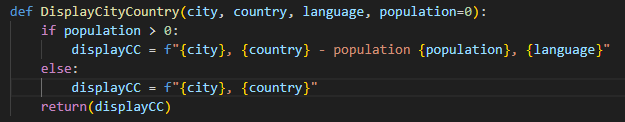 def DisplayCityCountry(city, country, language, population=0):
    if population > 0:
        displayCC = f"{city}, {country} - population {population}, {language}"
    else:
        displayCC = f"{city}, {country}"
    return(displayCC)